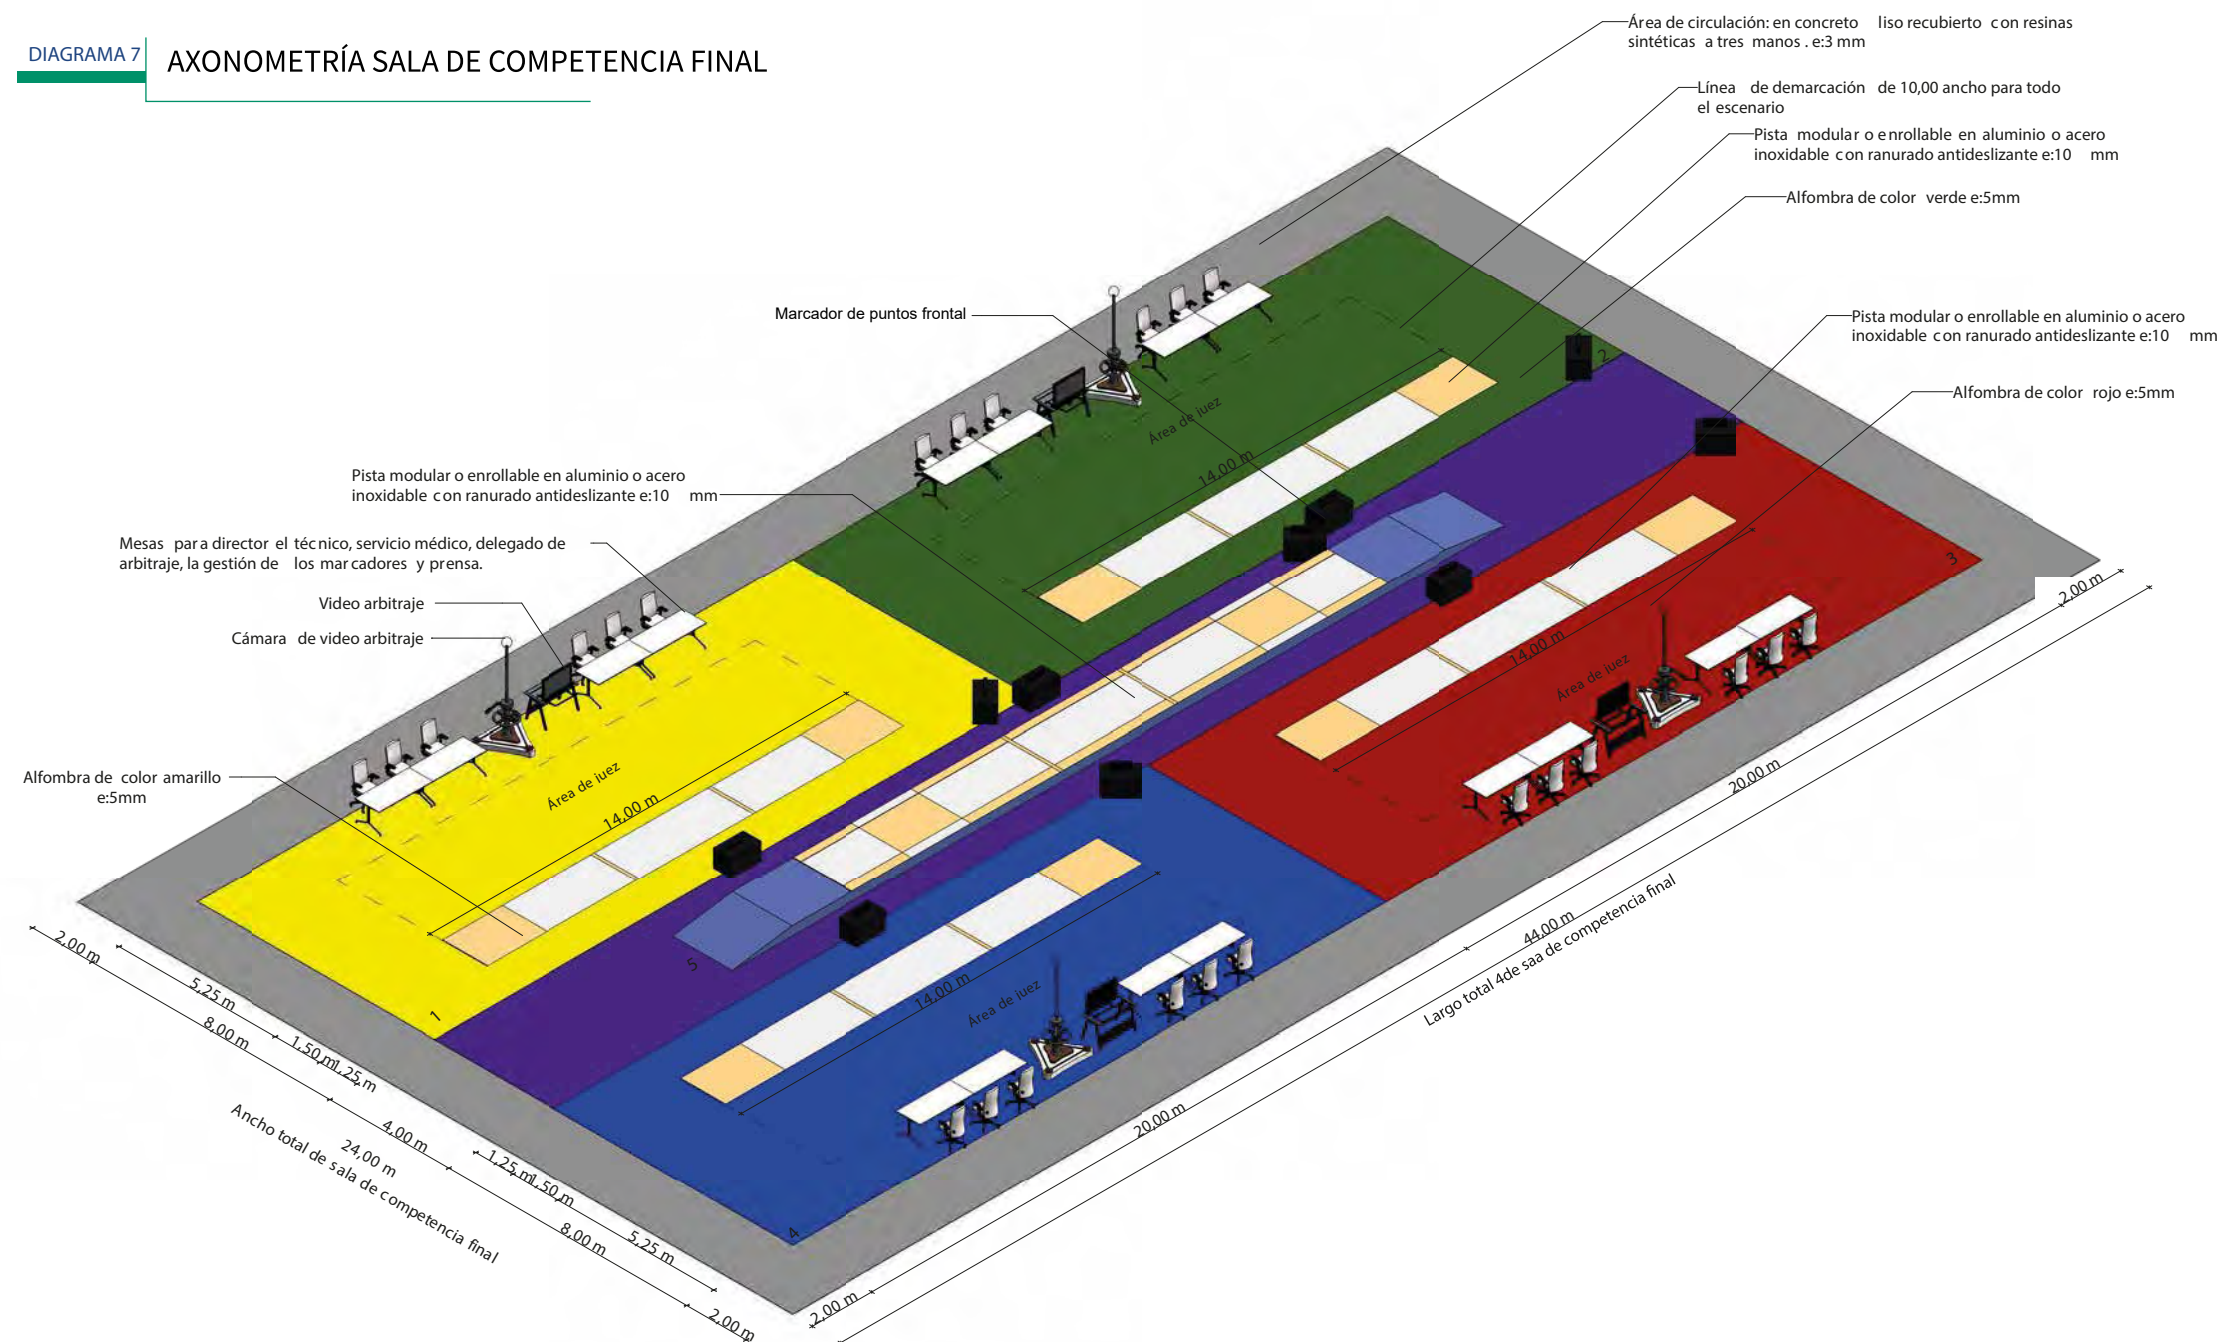 DIAGRAMA 7
AXONOMETRÍA SALA DE COMPETENCIA FINAL
Área de circulación: en concreto liso recubierto con resinas
sintéticas a tres manos . e:3 mm
Línea de demarcación de 10,00 ancho para todo
el escenario
Pista modular o enrollable en aluminio o acero
inoxidable con ranurado antideslizante e:10 mm
Alfombra de color verde e:5mm
Marcador de puntos frontal
Pista modular o enrollable en aluminio o acero
inoxidable con ranurado antideslizante e:10 mm
Alfombra de color rojo e:5mm
Pista modular o enrollable en aluminio o acero
inoxidable con ranurado antideslizante e:10 mm
Mesas para director el técnico, servicio médico, delegado de
arbitraje, la gestión de los marcadores y prensa.
Video arbitraje
Cámara de video arbitraje
Alfombra de color amarillo
e:5mm
Área de iuez
14,00 m
2
Área de iuez
14,00 m
3
Área de iuez
14,00 m
1
Área de iuez
14,00 m
4
5
2,00 m
5,25 m
8,00 m
1,50 m
1,25 m
4,00 m
24,00 m
Ancho total de sala de competencia final
1,25 m
1,50 m
8,00 m
5,25 m
2,00 m
2,00 m
20,00 m
44,00 m
Largo total 4de saa de competencia final
20,00 m
2,00 m